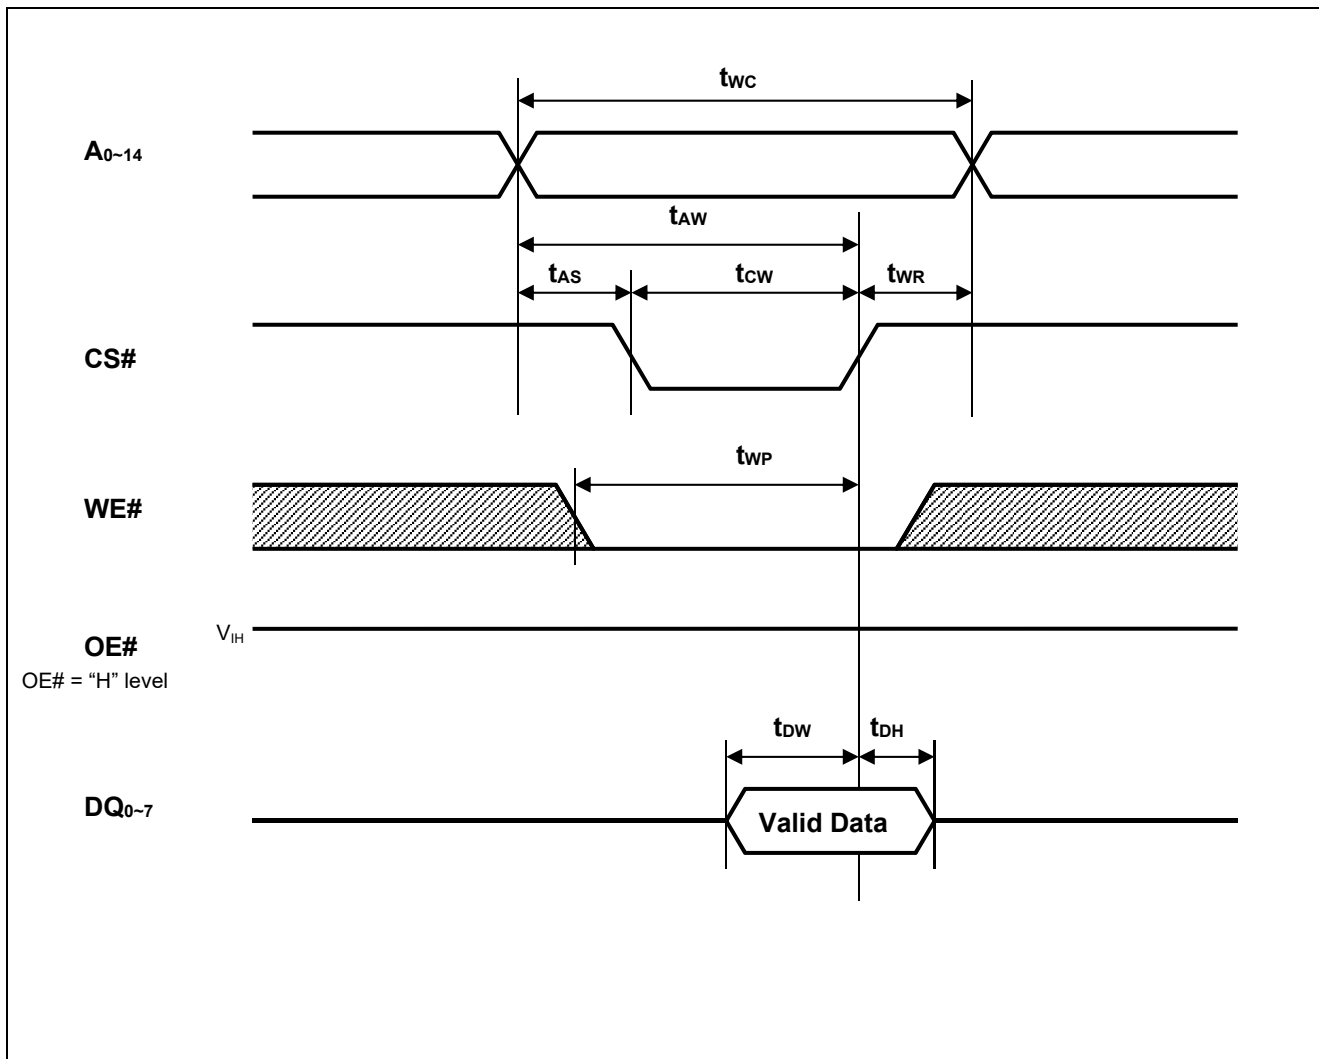 tWC
A0~14
tAW
tAS
tCW
tWR
CS#
tWP
WE#
VIH
OE#
OE# = “H” level
tDW
tDH
DQ0~7
Valid Data